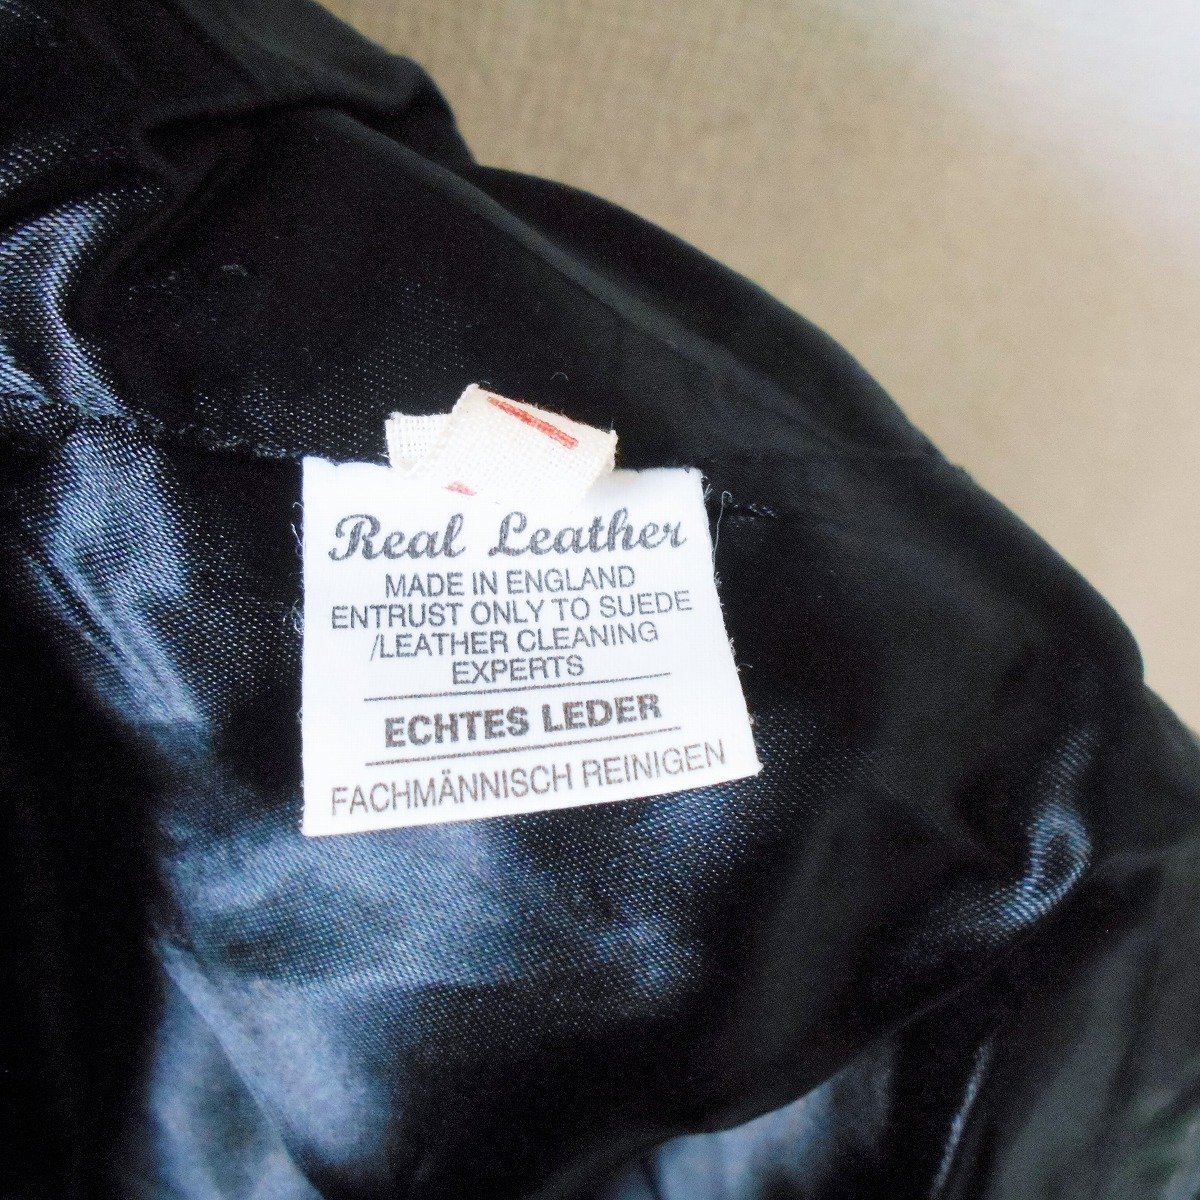 Real Leather
MADE IN ENGLAND
ENTRUST ONLY TO SUEDE
/LEATHER CLEANING
EXPERTS
ECHTES LEDER
FACHMÄNNISCH REINIGEN